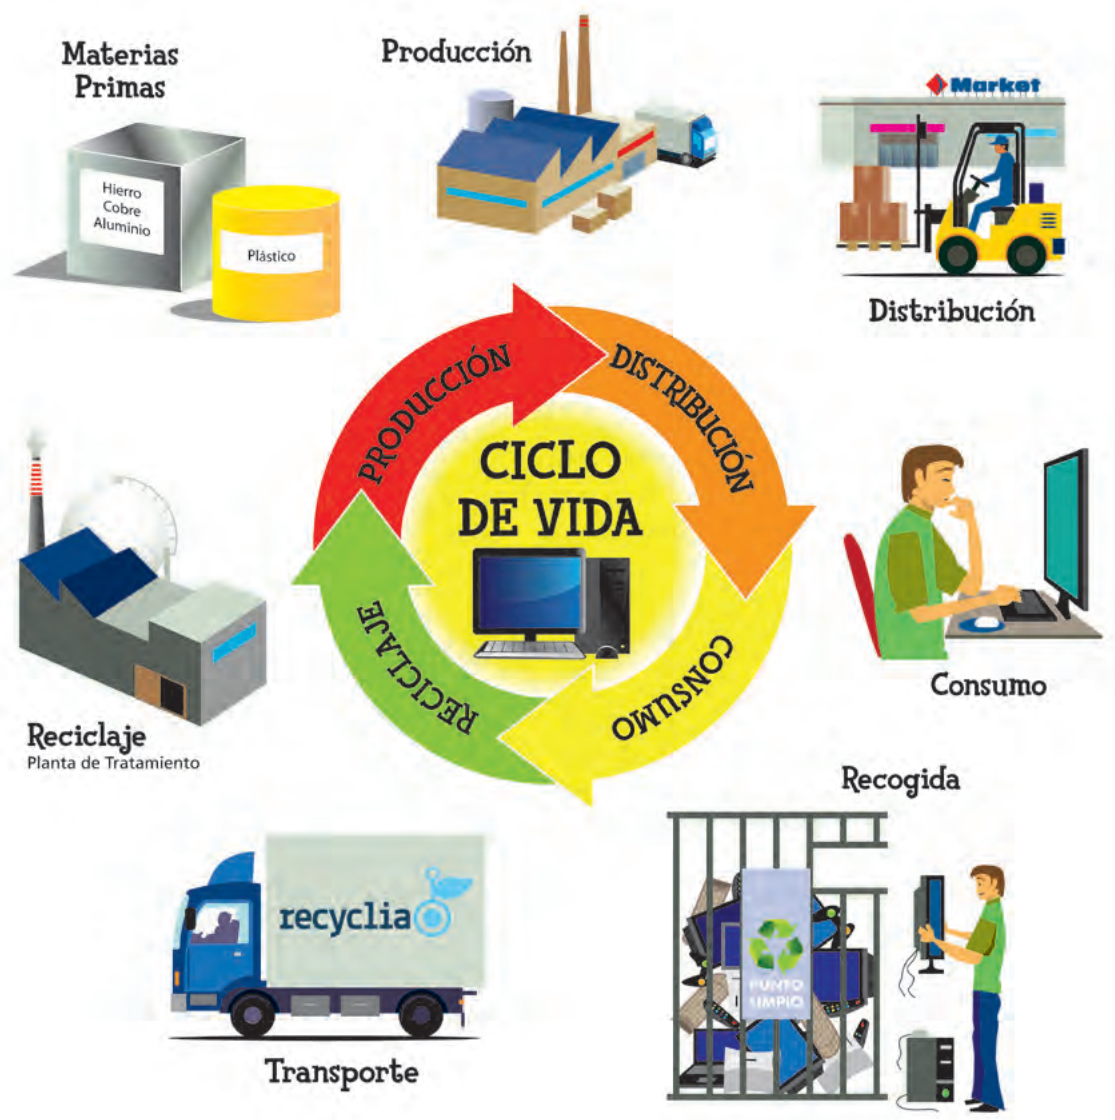 Materias
Primas
Hierro
Cobre
Aluminio
Plástico
Producción
Market
Distribución
PRODUCCIÓN
DISTRIBUCIÓN
CONSUMO
RECICLAJE
CICLO
DE VIDA
Consumo
Reciclaje
Planta de Tratamiento
Recogida
PUNTO
LIMPIO
recyclia
Transporte